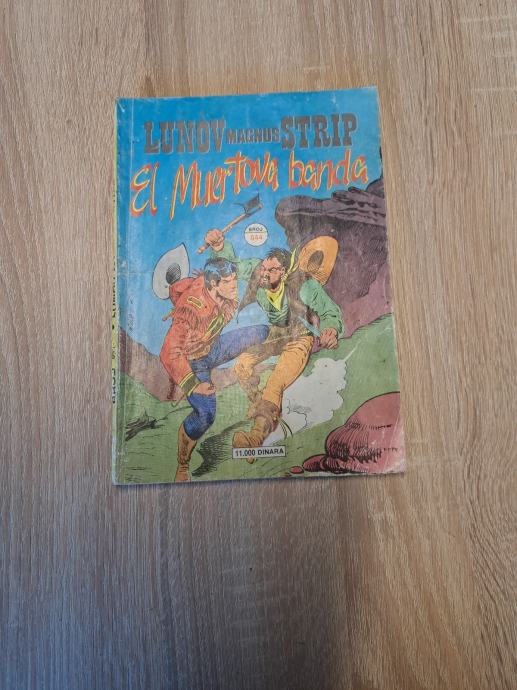 LUNOV MAGNUS STRIP
El Muertova banda
BROJ
844
11.000 DINARA